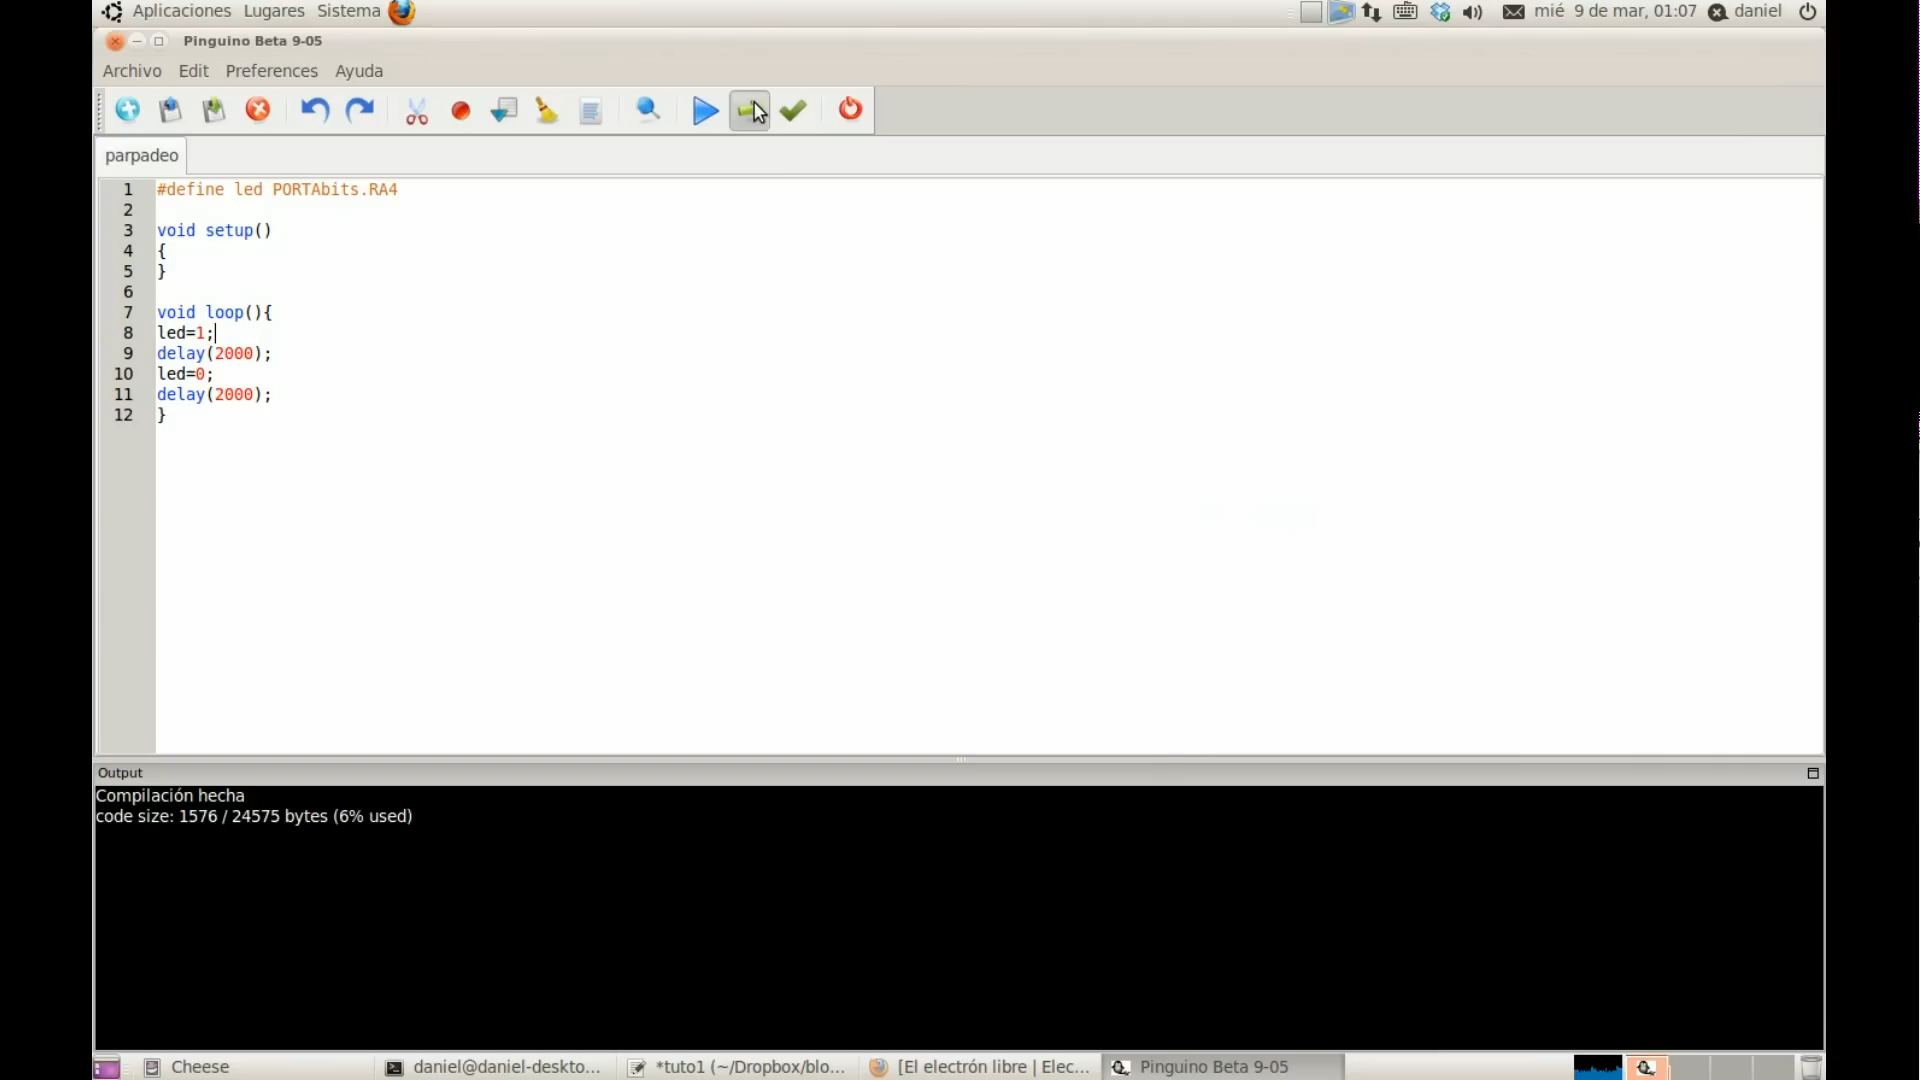 Aplicaciones Lugares Sistema mié 9 de mar, 01:07 daniel
Pinguino Beta 9-05
Archivo Edit Preferences Ayuda
parpadeo
1 #define led PORTAbits.RA4
2
3 void setup()
4 {
5 }
6
7 void loop(){
8 led=1;
9 delay(2000);
10 led=0;
11 delay(2000);
12 }
Output
Compilación hecha
code size: 1576 / 24575 bytes (6% used)
Cheese daniel@daniel-deskto... *tuto1 (~/Dropbox/blo... [El electrón libre | Elec... Pinguino Beta 9-05